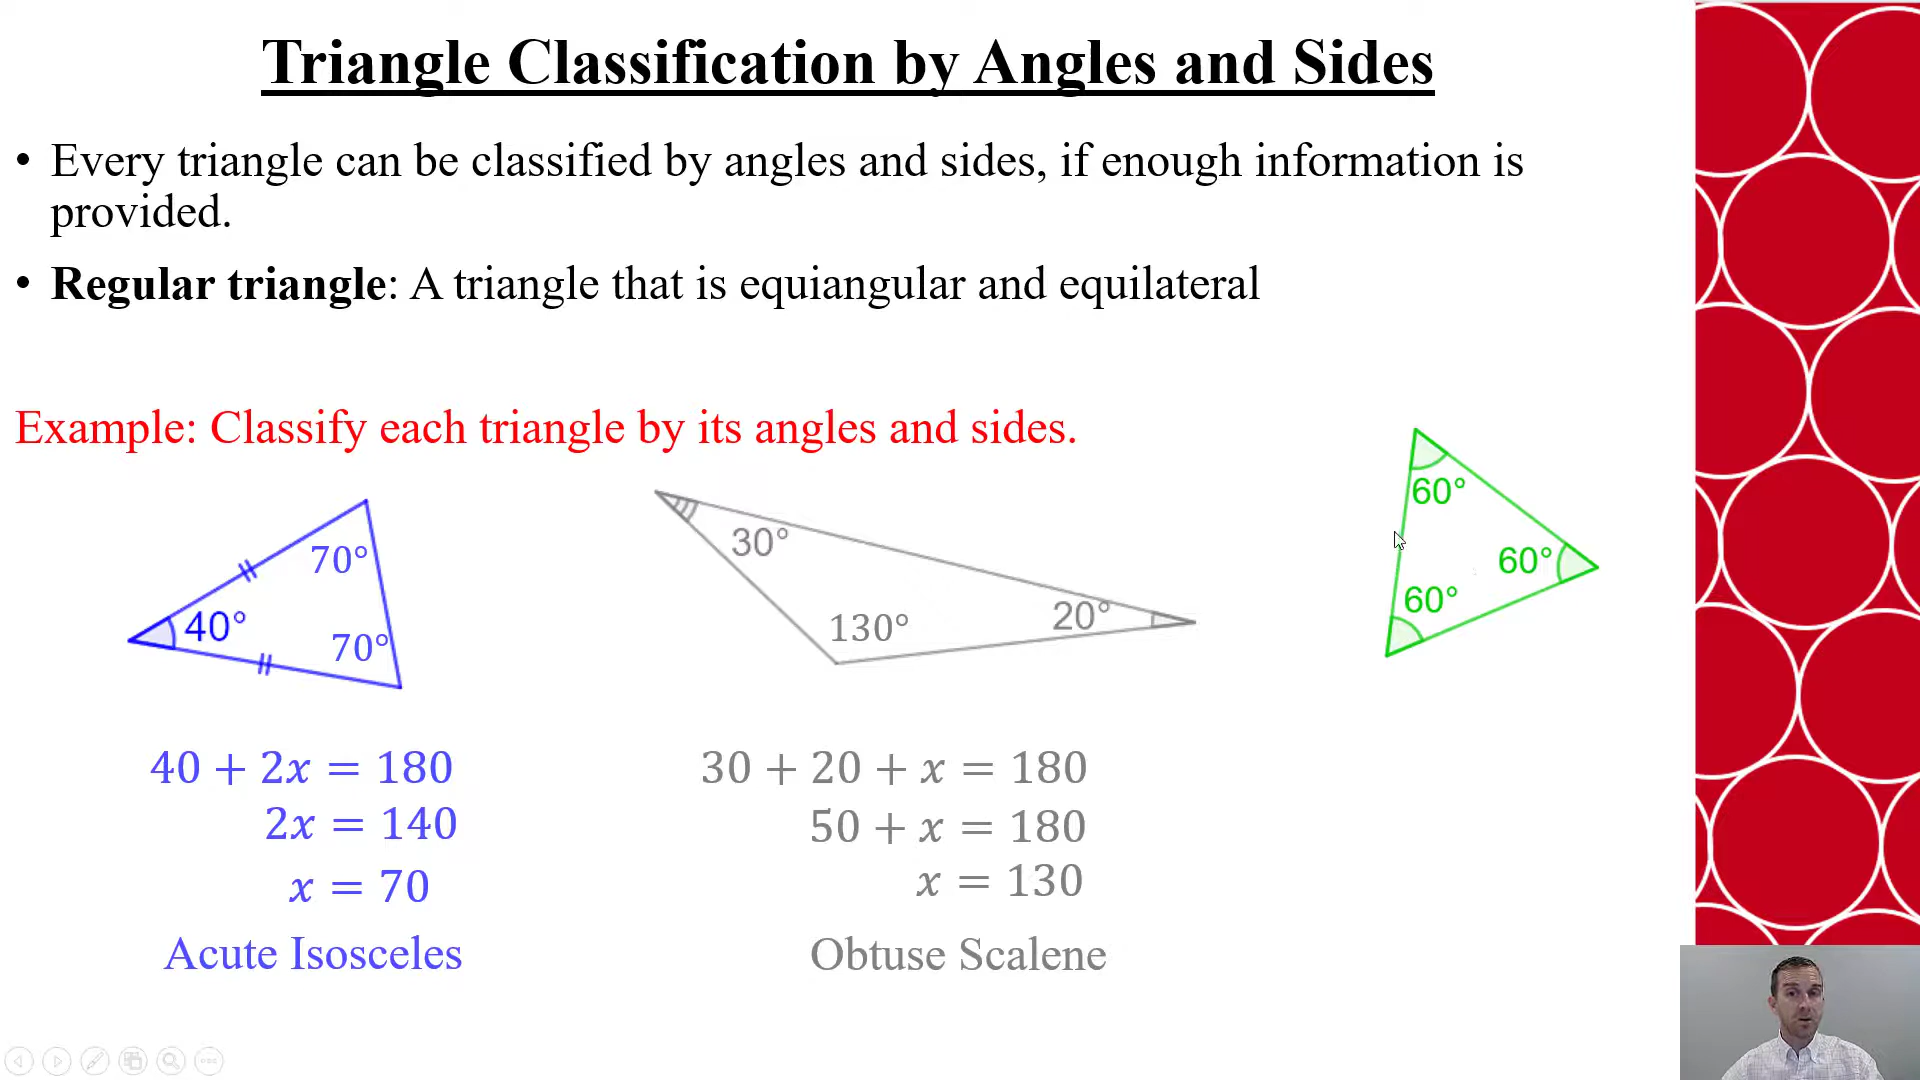 Triangle Classification by Angles and Sides
• Every triangle can be classified by angles and sides, if enough information is
provided.
• Regular triangle: A triangle that is equiangular and equilateral
Example: Classify each triangle by its angles and sides.
40°
70°
70°
30°
130°
20°
60°
60°
60°
40 + 2x = 180
2x = 140
x = 70
Acute Isosceles
30 + 20 + x = 180
50 + x = 180
x = 130
Obtuse Scalene